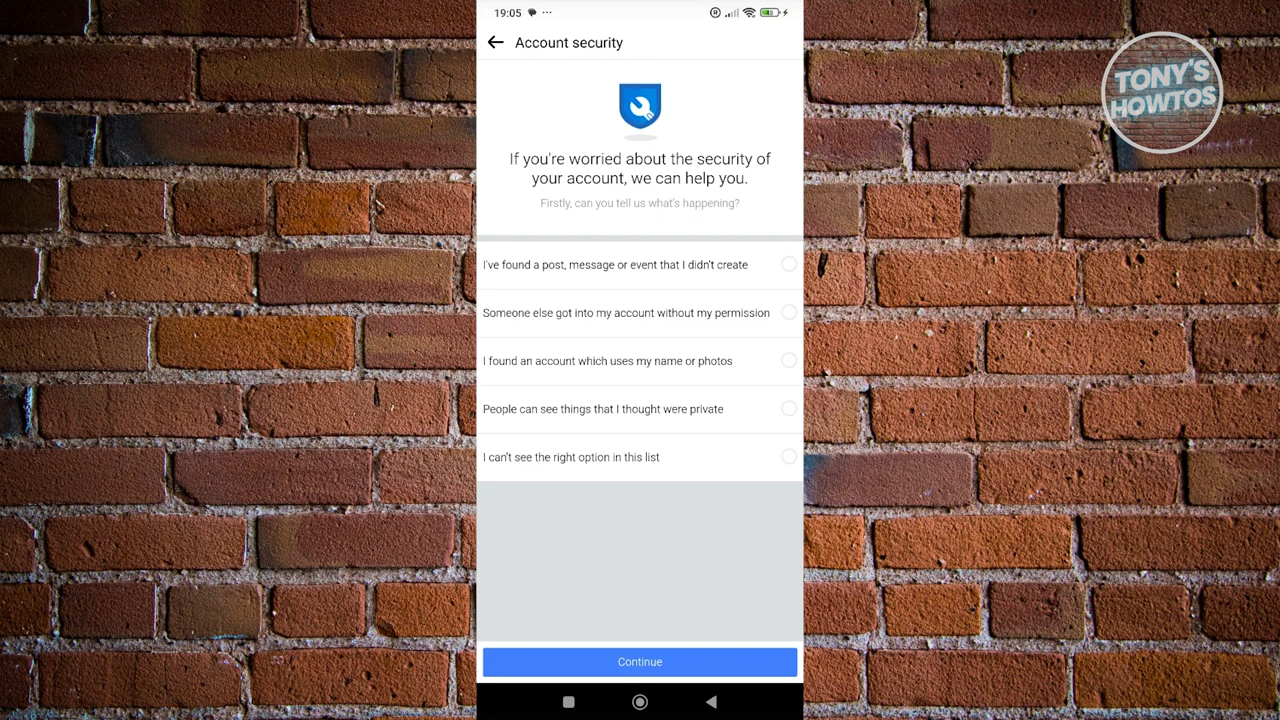 19:05
Account security
TONY'S
HOWTOS
If you're worried about the security of
your account, we can help you.
Firstly, can you tell us what's happening?
I've found a post, message or event that I didn't create
Someone else got into my account without my permission
I found an account which uses my name or photos
People can see things that I thought were private
I can't see the right option in this list
Continue